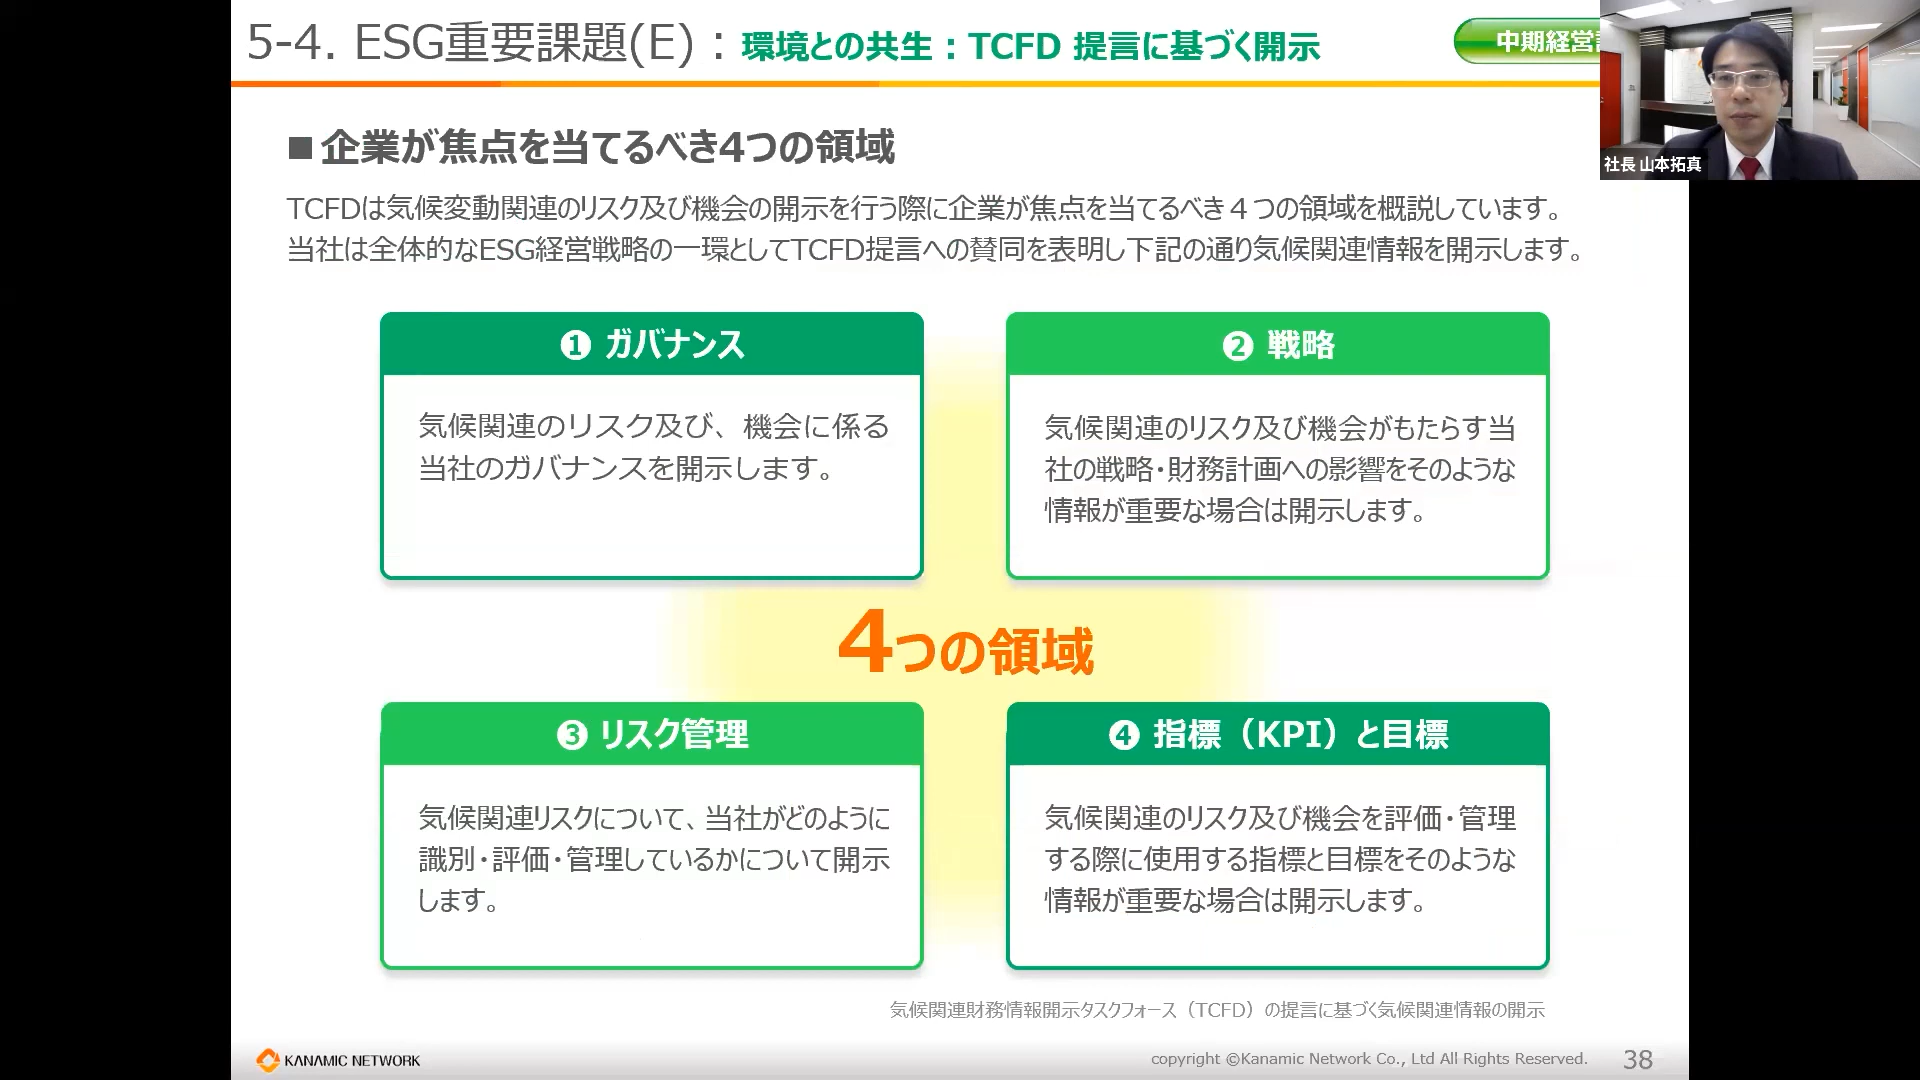 5-4. ESG重要課題(E)：環境との共生：TCFD 提言に基づく開示
中期経営
社長 山本拓真
■企業が焦点を当てるべき4つの領域
TCFDは気候変動関連のリスク及び機会の開示を行う際に企業が焦点を当てるべき４つの領域を概説しています。
当社は全体的なESG経営戦略の一環としてTCFD提言への賛同を表明し下記の通り気候関連情報を開示します。
❶ ガバナンス
気候関連のリスク及び、機会に係る
当社のガバナンスを開示します。
❷ 戦略
気候関連のリスク及び機会がもたらす当
社の戦略・財務計画への影響をそのような
情報が重要な場合は開示します。
4つの領域
❸ リスク管理
気候関連リスクについて、当社がどのように
識別・評価・管理しているかについて開示
します。
❹ 指標（KPI）と目標
気候関連のリスク及び機会を評価・管理
する際に使用する指標と目標をそのような
情報が重要な場合は開示します。
気候関連財務情報開示タスクフォース（TCFD）の提言に基づく気候関連情報の開示
KANAMIC NETWORK
copyright ©Kanamic Network Co., Ltd All Rights Reserved.
38